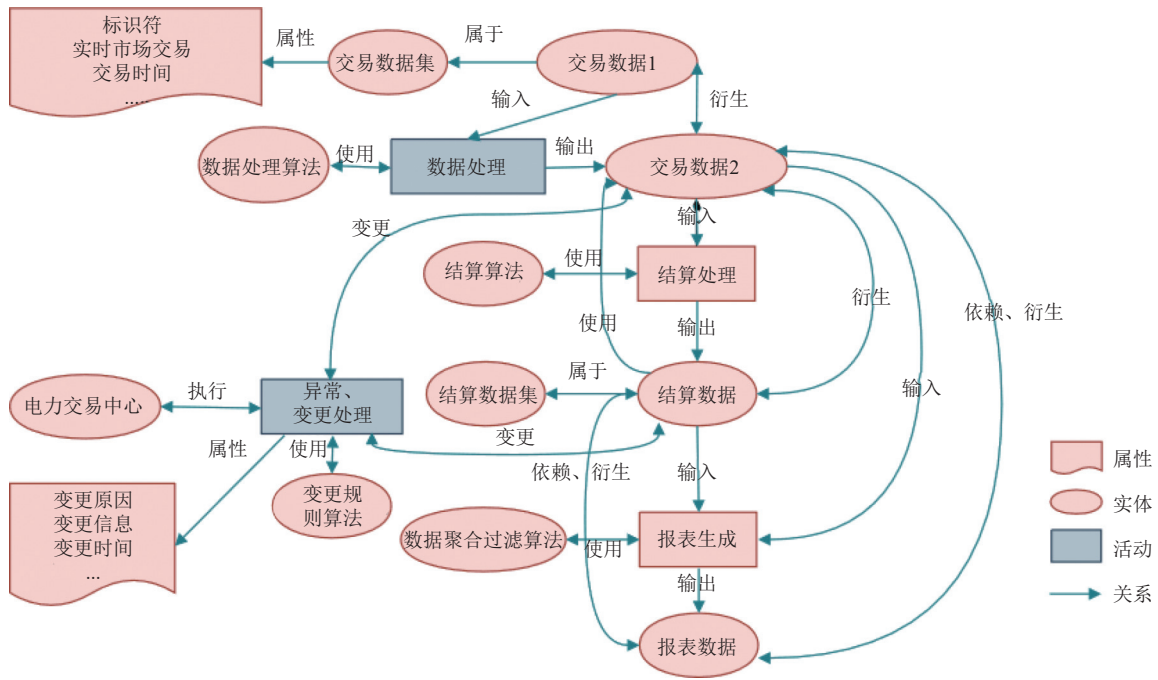 标识符
实时市场交易
交易时间
.....
属性
交易数据集
属于
交易数据1
输入
衍生
数据处理算法
使用
数据处理
输出
交易数据2
变更
输入
结算算法
使用
结算处理
衍生
依赖、衍生
使用
输出
电力交易中心
执行
异常、
变更处理
结算数据集
属于
结算数据
输入
属性
使用
变更
依赖、衍生
输入
变更原因
变更信息
变更时间
...
变更规
则算法
数据聚合过滤算法
使用
报表生成
输出
报表数据
属性
实体
活动
关系